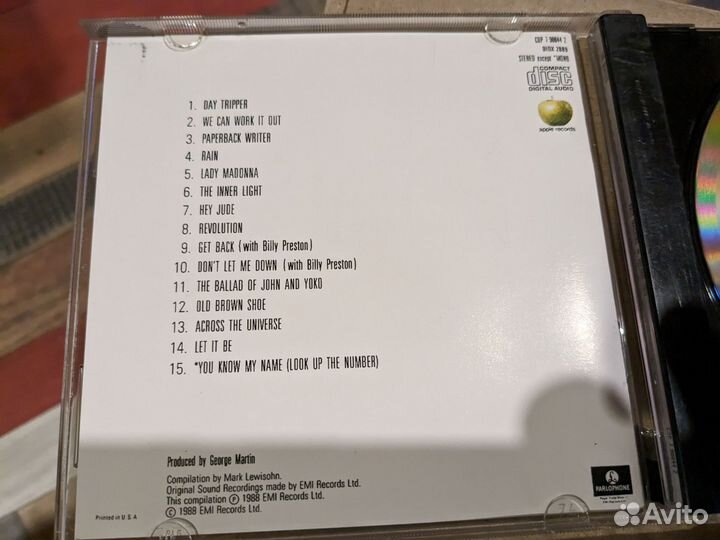 CDP 7 90044 2
BPM 2
STEREO except *MONO
COMPACT
disc
DIGITAL AUDIO
apple records
1. DAY TRIPPER
2. WE CAN WORK IT OUT
3. PAPERBACK WRITER
4. RAIN
5. LADY MADONNA
6. THE INNER LIGHT
7. HEY JUDE
8. REVOLUTION
9. GET BACK (with Billy Preston)
10. DON'T LET ME DOWN (with Billy Preston)
11. THE BALLAD OF JOHN AND YOKO
12. OLD BROWN SHOE
13. ACROSS THE UNIVERSE
14. LET IT BE
15. *YOU KNOW MY NAME (LOOK UP THE NUMBER)
Produced by George Martin
Compilation by Mark Lewisohn.
Original Sound Recordings made by EMI Records Ltd.
This compilation Ⓟ 1988 EMI Records Ltd.
© 1988 EMI Records Ltd.
Printed in U.S.A
PARLOPHONE
Avito